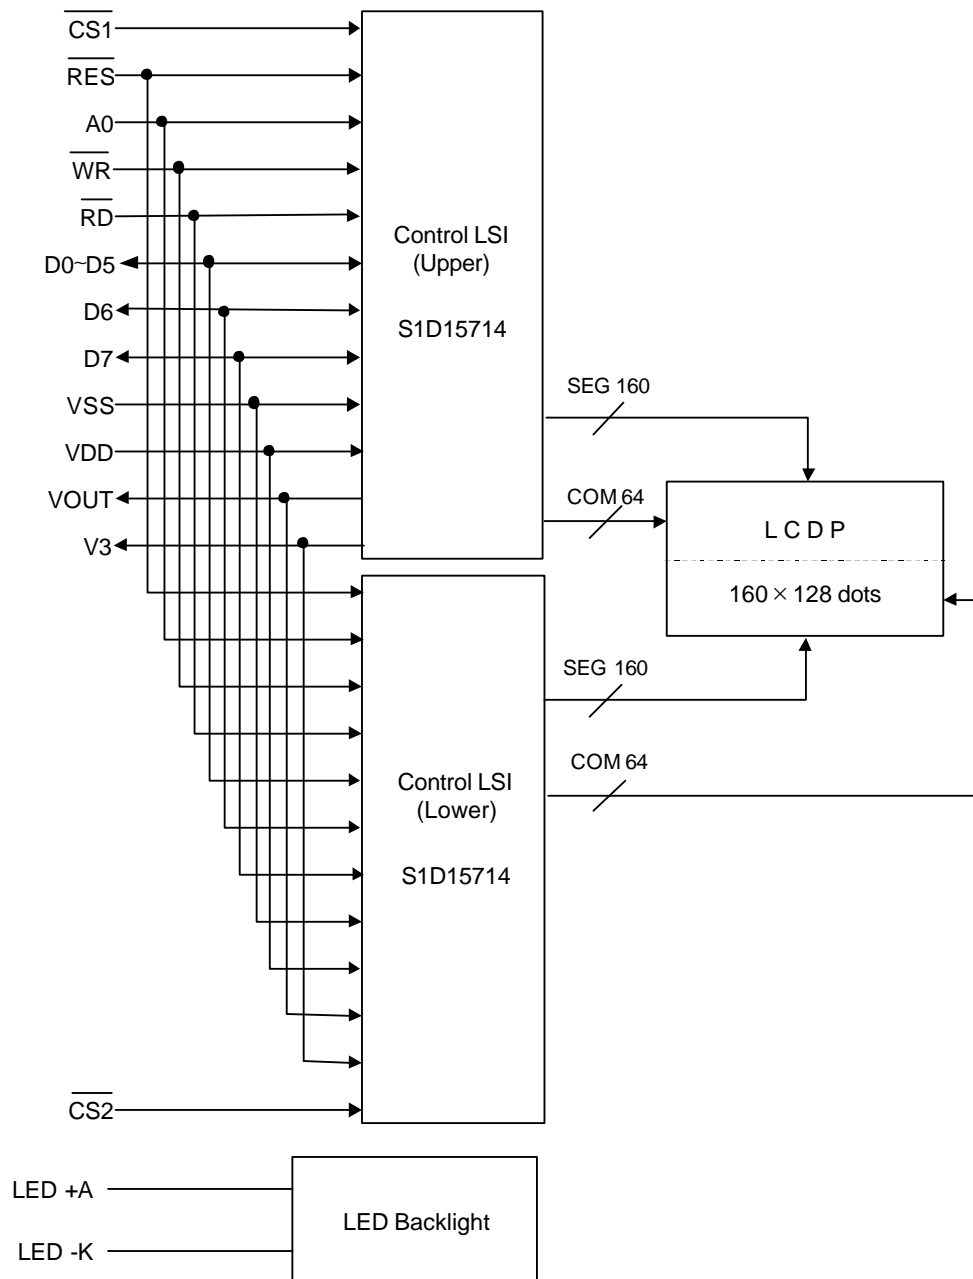 CS1
RES
A0
WR
RD
D0~D5
D6
D7
VSS
VDD
VOUT
V3
Control LSI
(Upper)
S1D15714
SEG 160
COM 64
L C D P
160 × 128 dots
SEG 160
COM 64
Control LSI
(Lower)
S1D15714
CS2
LED +A
LED -K
LED Backlight